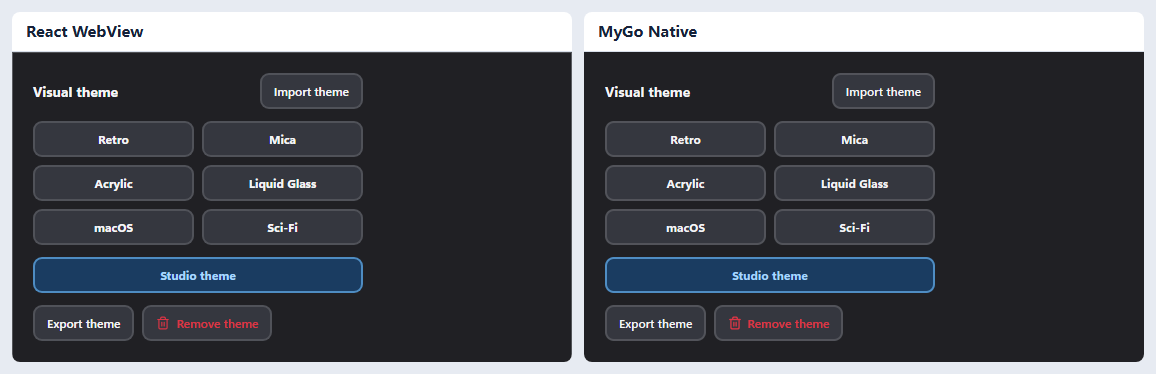 React WebView
Visual theme
Import theme
Retro
Mica
Acrylic
Liquid Glass
macOS
Sci-Fi
Studio theme
Export theme
Remove theme
MyGo Native
Visual theme
Import theme
Retro
Mica
Acrylic
Liquid Glass
macOS
Sci-Fi
Studio theme
Export theme
Remove theme